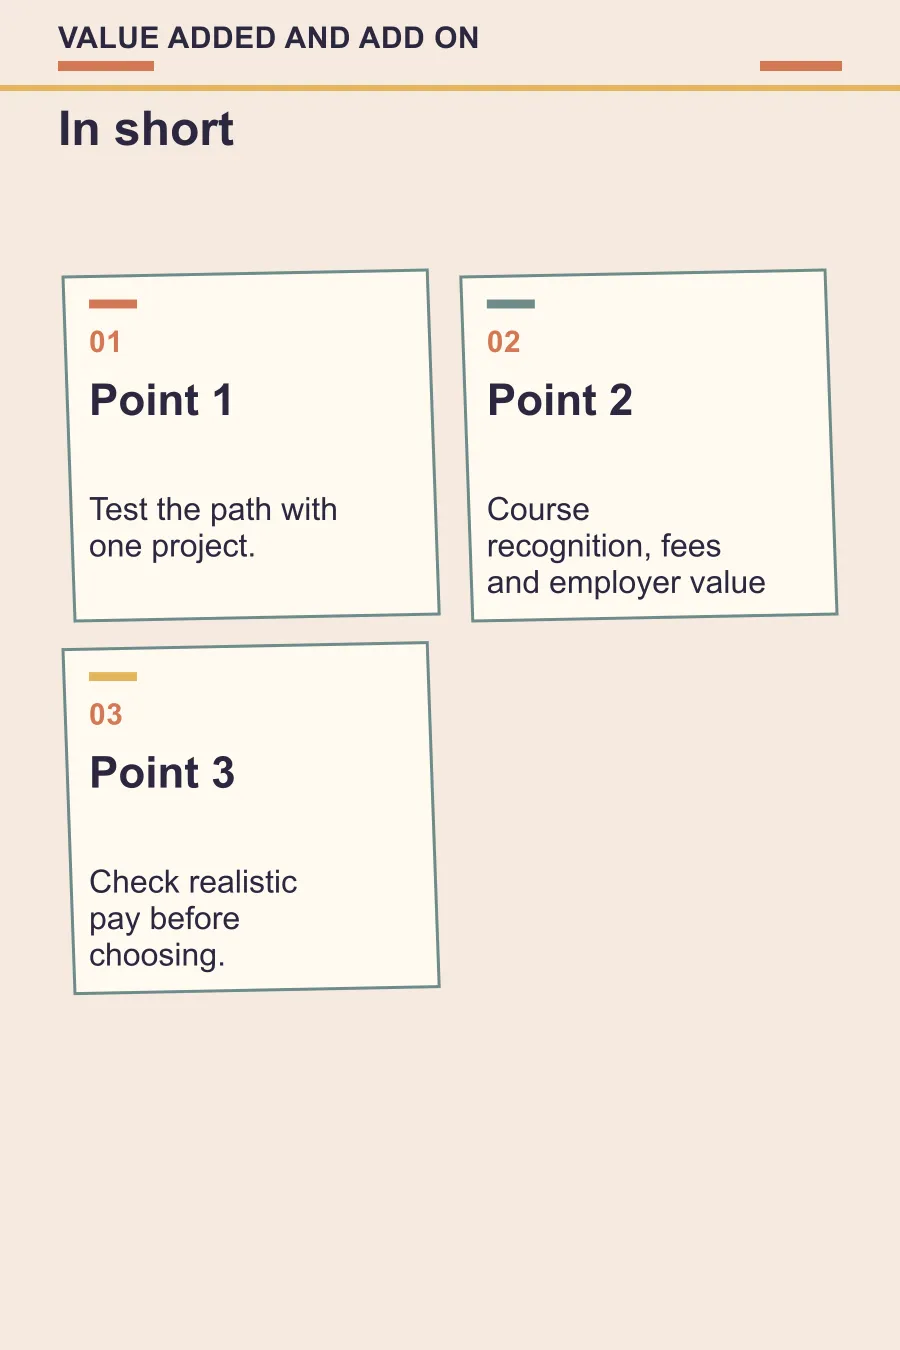 VALUE ADDED AND ADD ON
In short
01
Point 1
Test the path with
one project.
02
Point 2
Course
recognition, fees
and employer value
03
Point 3
Check realistic
pay before
choosing.